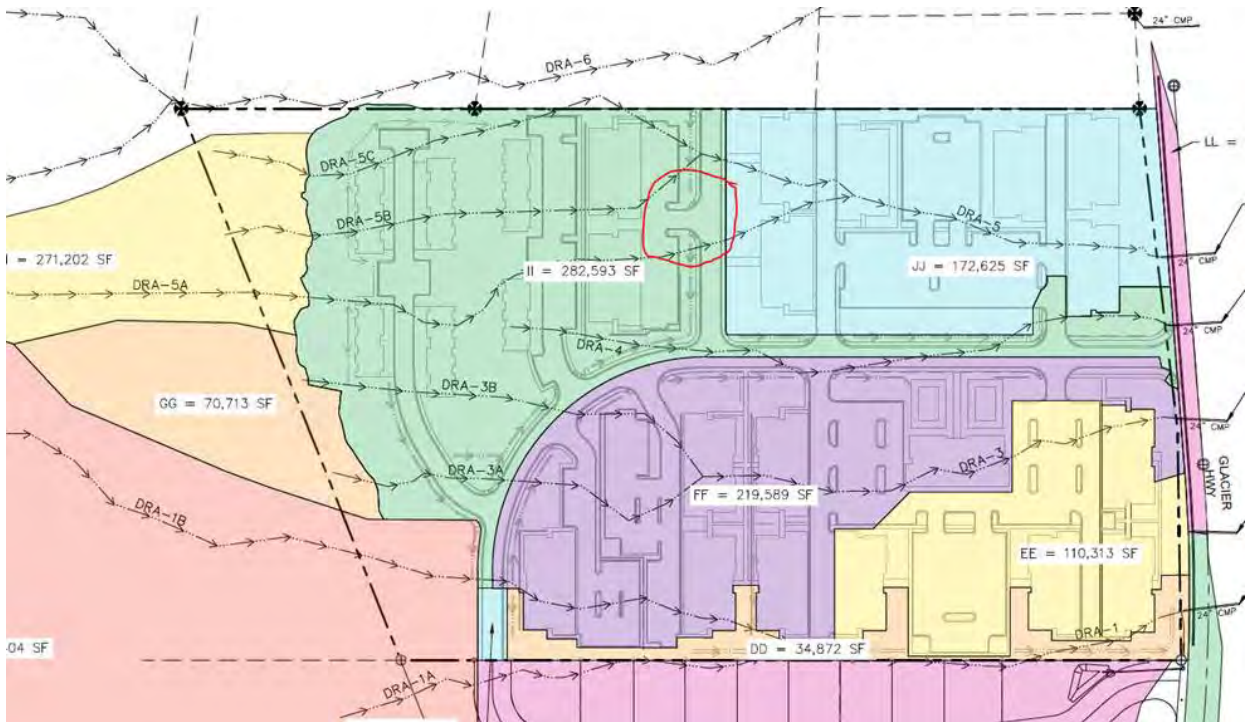 24" CMP
DRA-6
LL =
DRA-5C
DRA-5B
DRA-5
= 271,202 SF
II = 282,593 SF
JJ = 172,625 SF
24" CMP
DRA-5A
24" CMP
DRA-4
DRA-3B
GG = 70,713 SF
24" CMP
GLACIER
HWY
DRA-3A
DRA-3
FF = 219,589 SF
DRA-1B
EE = 110,313 SF
24" CMP
DRA-1
04 SF
DD = 34,872 SF
DRA-1A